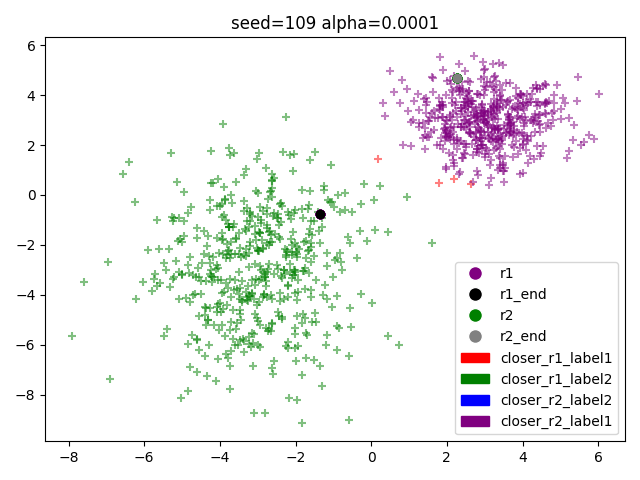 seed=109 alpha=0.0001
6
4
2
0
−2
−4
−6
−8
−8
−6
−4
−2
0
2
4
6
r1
r1_end
r2
r2_end
closer_r1_label1
closer_r1_label2
closer_r2_label2
closer_r2_label1